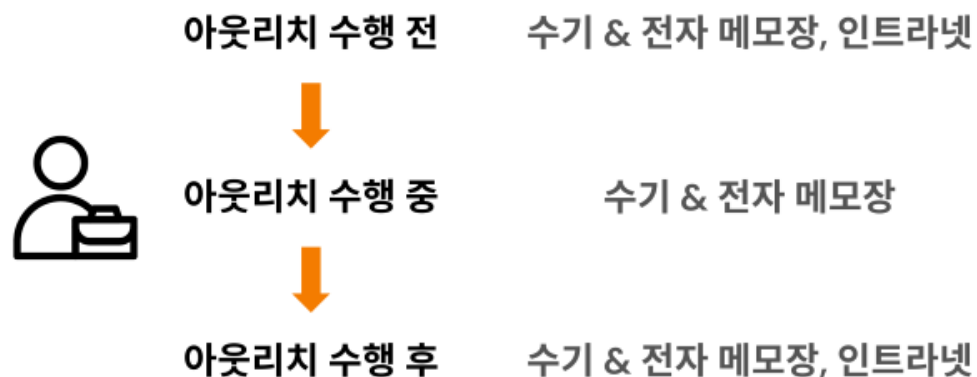 아웃리치 수행 전 수기 & 전자 메모장, 인트라넷
아웃리치 수행 중 수기 & 전자 메모장
아웃리치 수행 후 수기 & 전자 메모장, 인트라넷